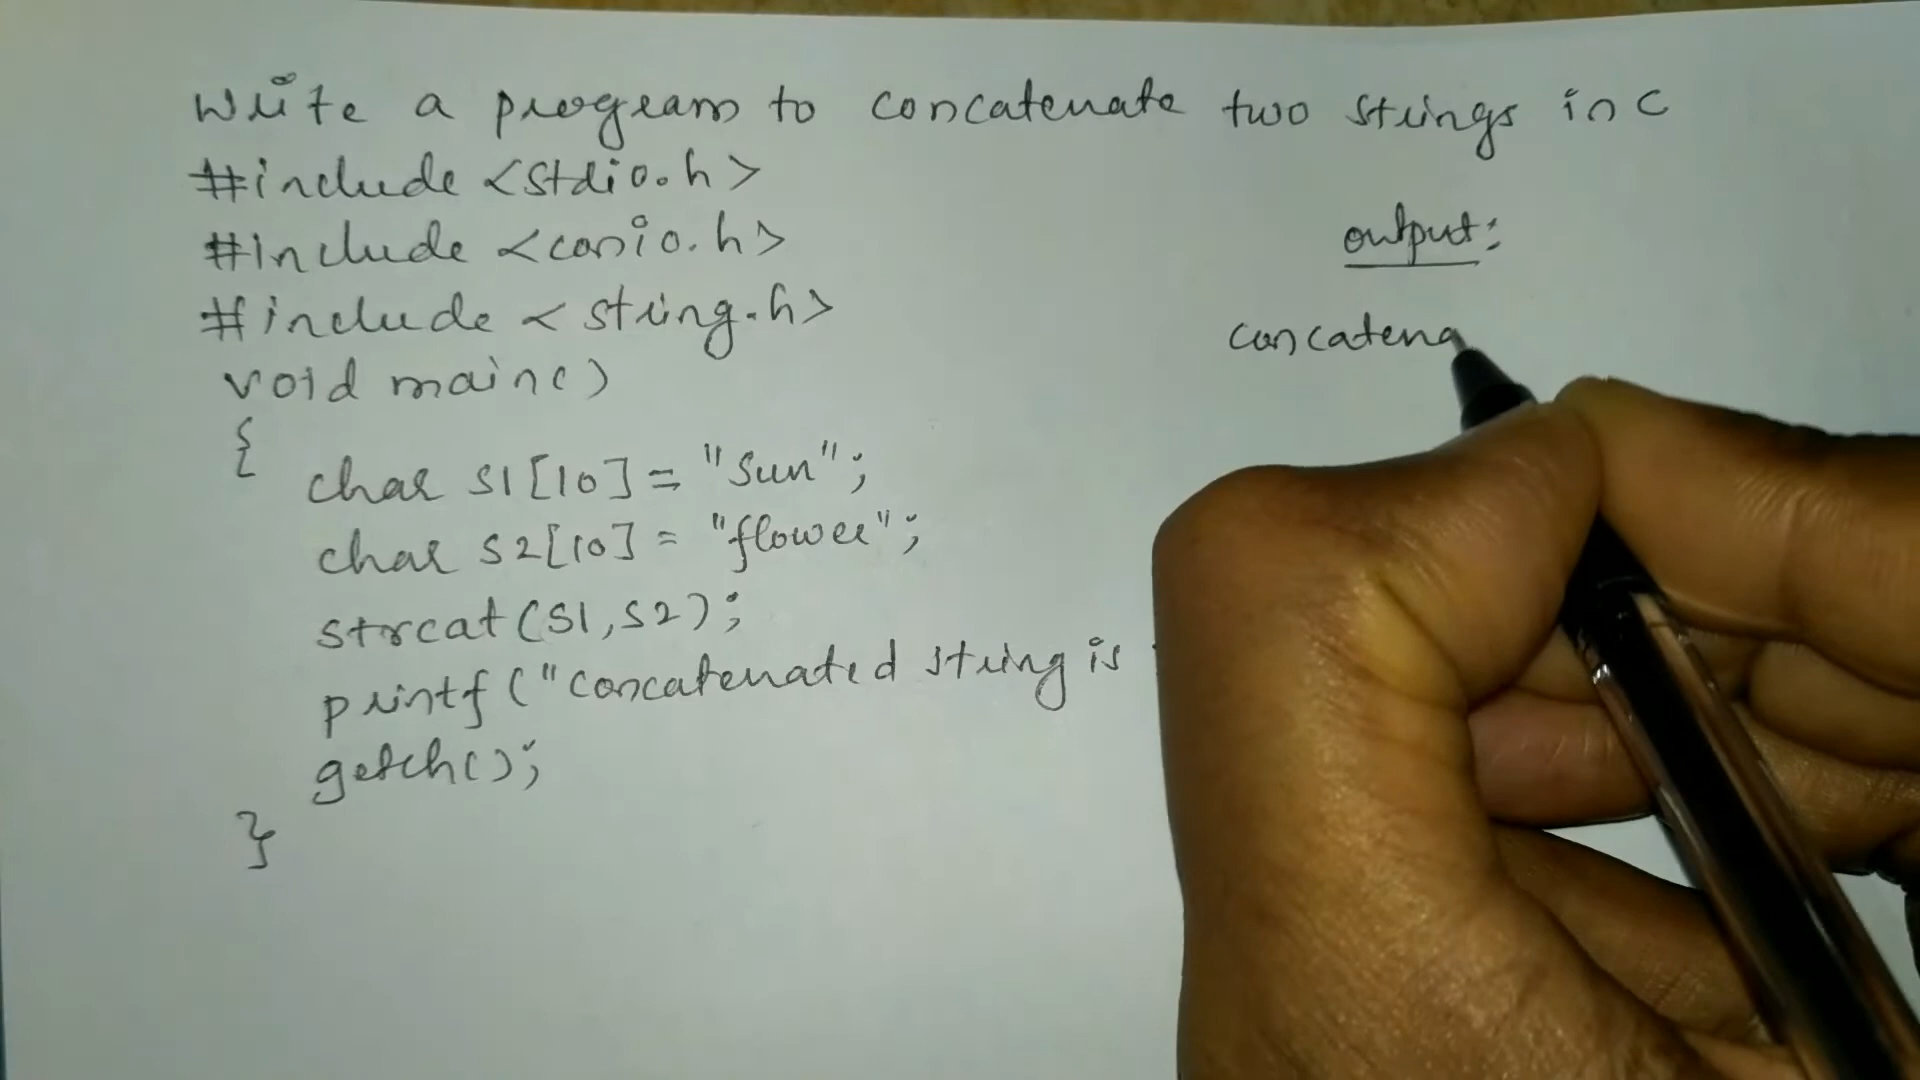 Write a program to concatenate two strings in C
#include <stdio.h>
#include <conio.h>
#include <string.h>
void main()
{
char s1[10] = "sun";
char s2[10] = "flower";
strcat(s1,s2);
printf("concatenated string is
getch();
}
output:
concatena